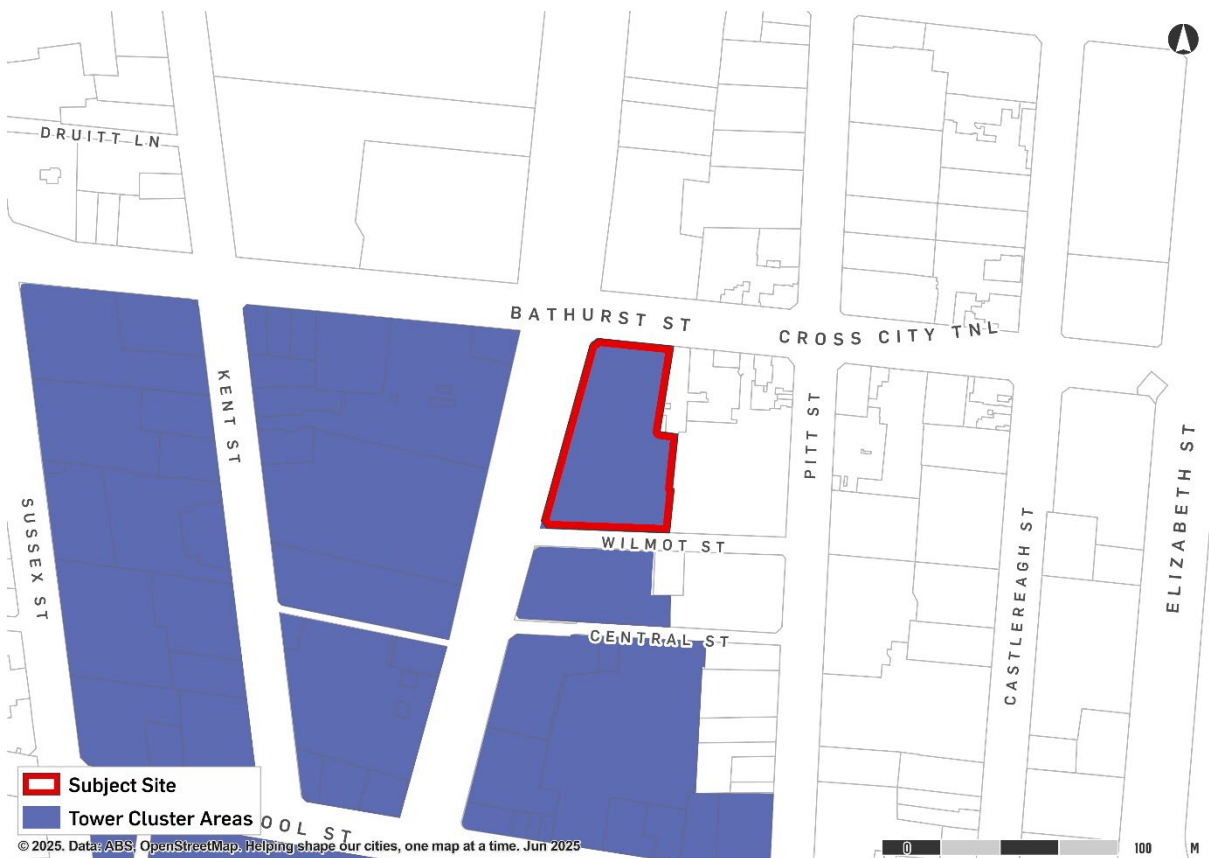 DRUITT LN
BATHURST ST
CROSS CITY TNL
KENT ST
PITT ST
SUSSEX ST
WILMOT ST
CASTLEREAGH ST
ELIZABETH ST
CENTRAL ST
Subject Site
Tower Cluster Areas
OOL ST
© 2025. Data: ABS, OpenStreetMap. Helping shape our cities, one map at a time. Jun 2025
0 100 M